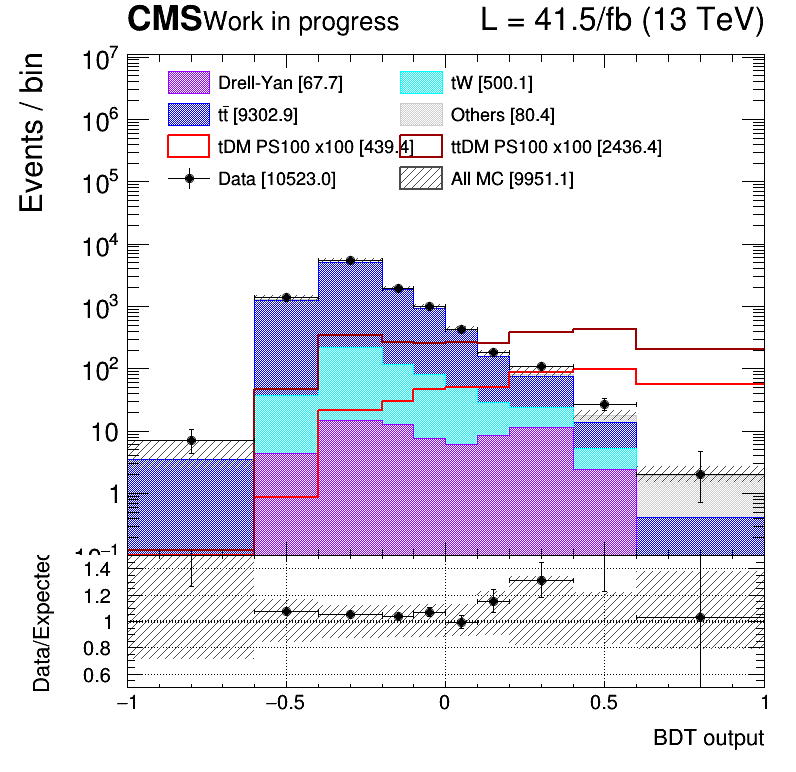 CMS Work in progress L = 41.5/fb (13 TeV)
Events / bin
10⁷
10⁶
10⁵
10⁴
10³
10²
10
1
10⁻¹
Drell-Yan [67.7] tW [500.1]
tt̄ [9302.9] Others [80.4]
tDM PS100 x100 [439.4] ttDM PS100 x100 [2436.4]
Data [10523.0] All MC [9951.1]
Data/Expected
1.4
1.2
1
0.8
0.6
−1 −0.5 0 0.5 1
BDT output